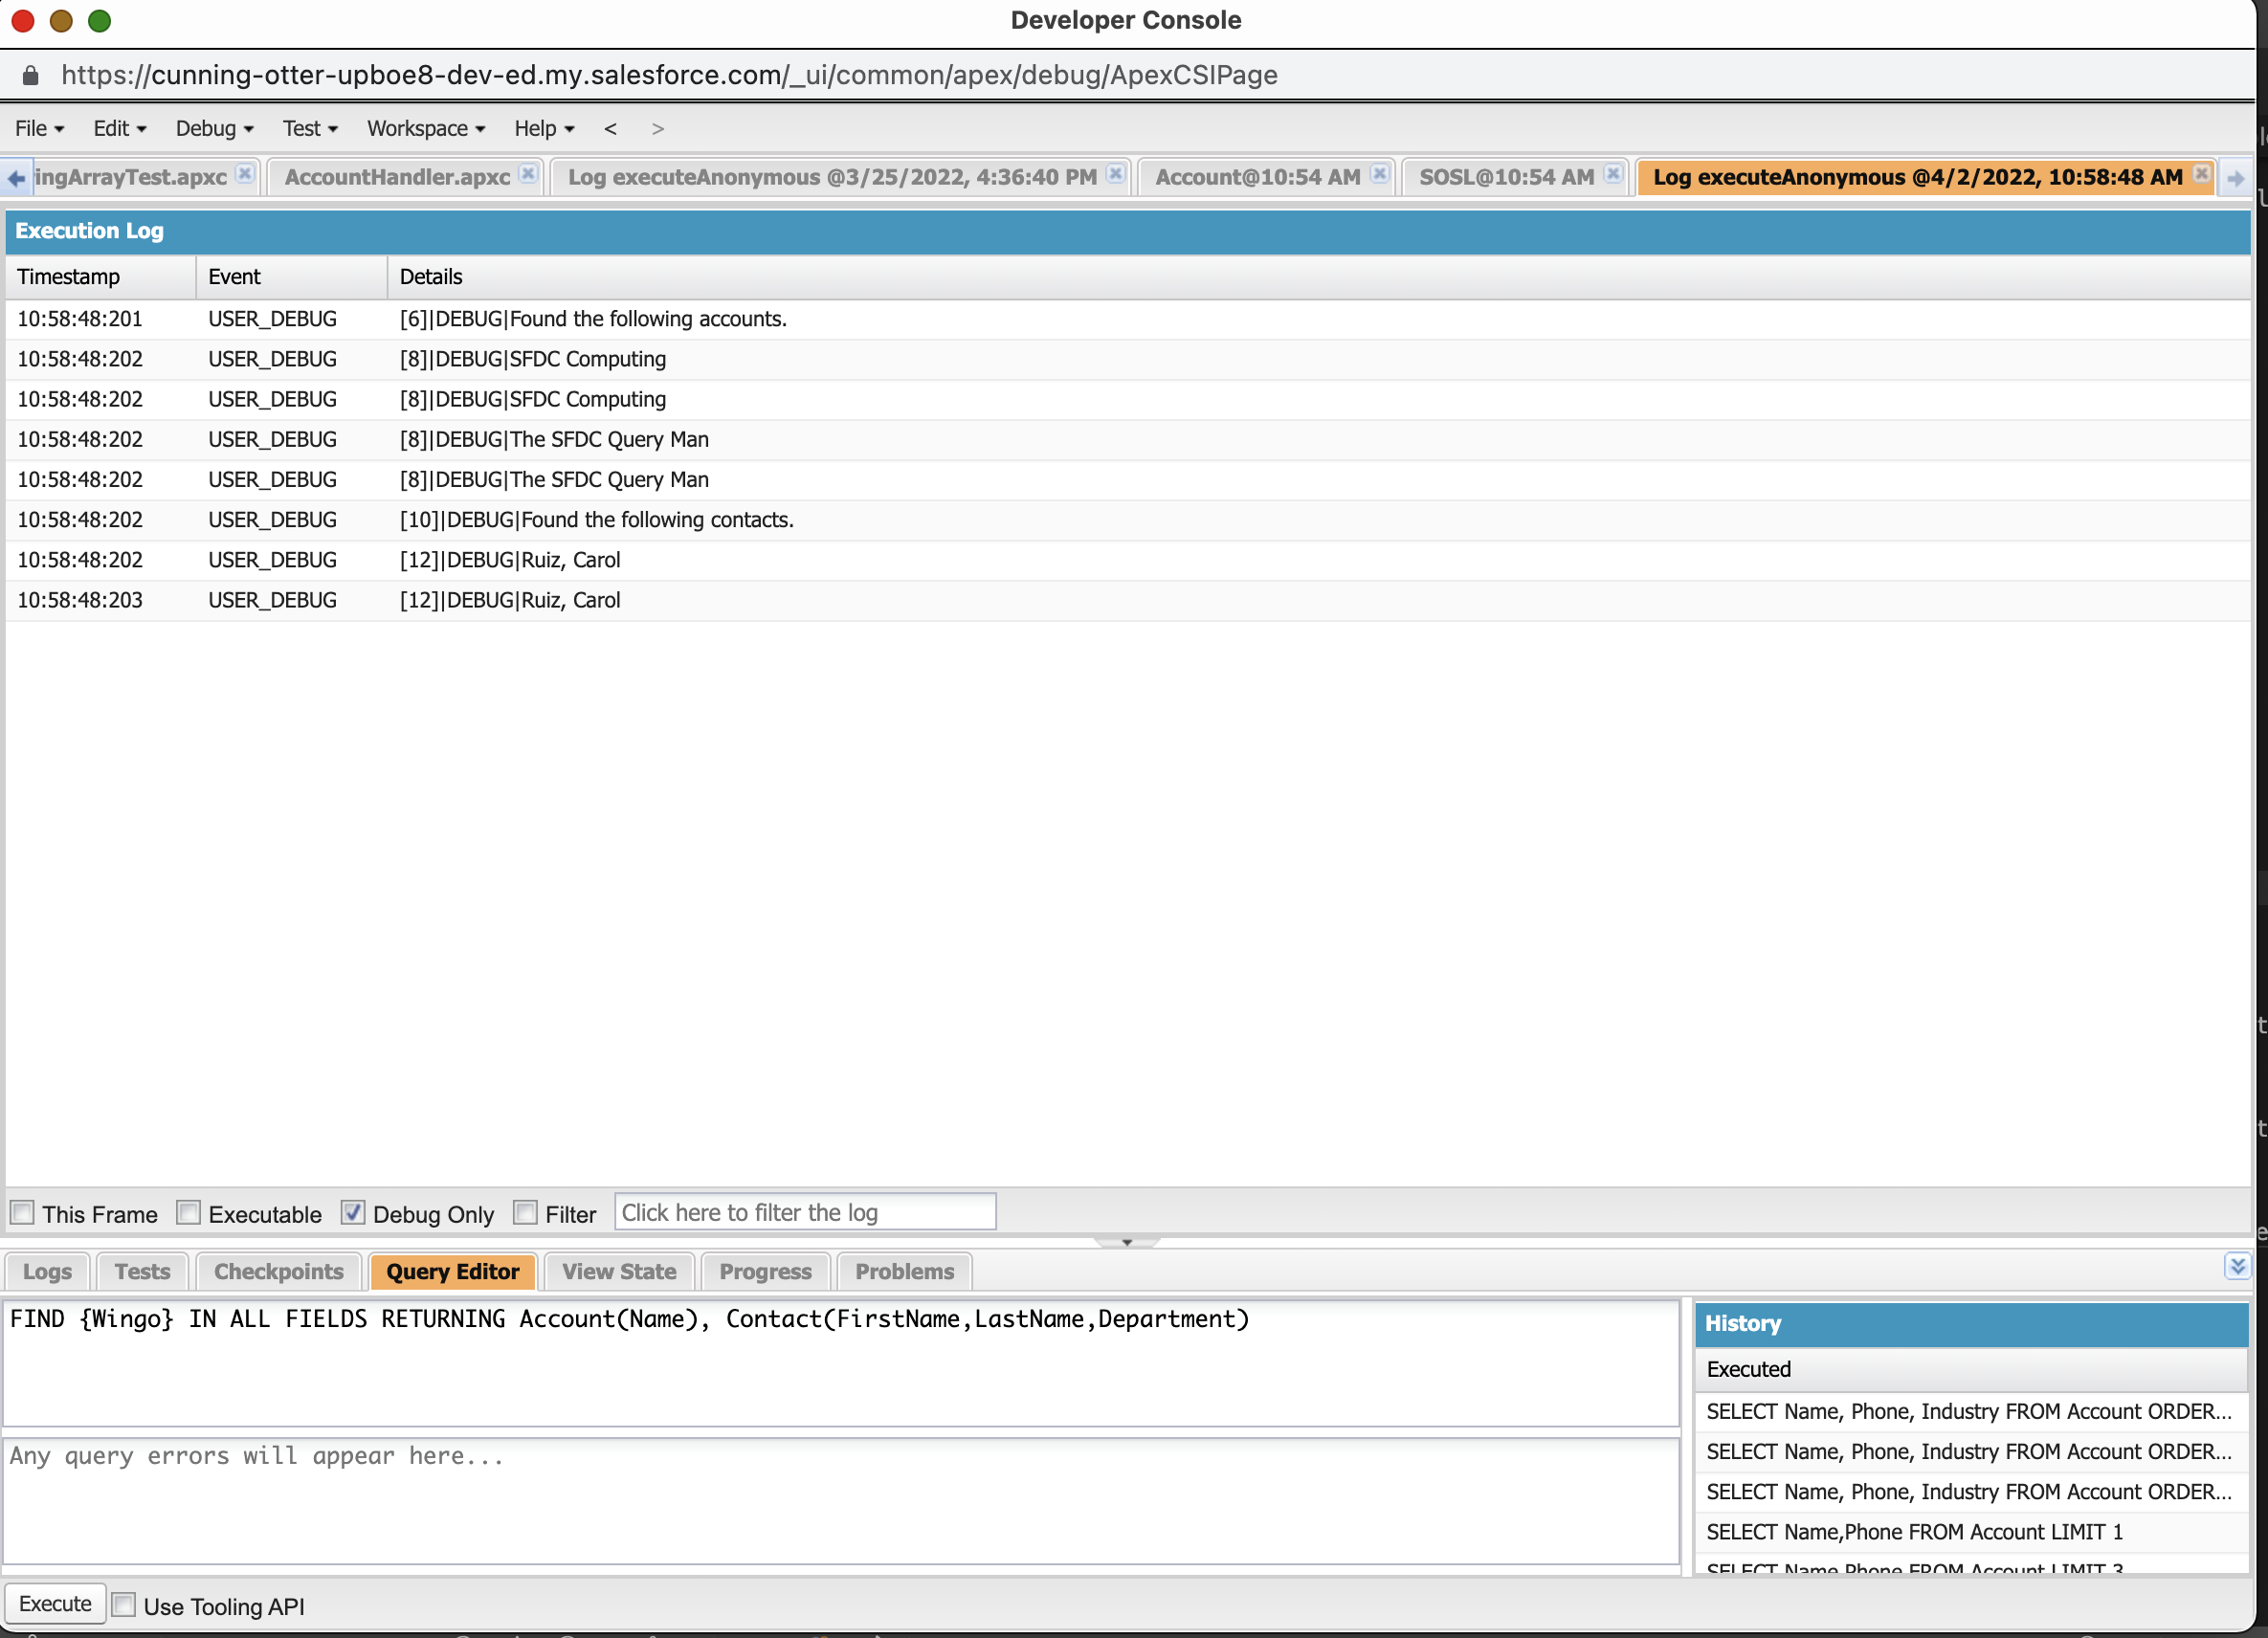 Developer Console
https://cunning-otter-upboe8-dev-ed.my.salesforce.com/_ui/common/apex/debug/ApexCSIPage
File Edit Debug Test Workspace Help < >
ingArrayTest.apxc AccountHandler.apxc Log executeAnonymous @3/25/2022, 4:36:40 PM Account@10:54 AM SOSL@10:54 AM Log executeAnonymous @4/2/2022, 10:58:48 AM
Execution Log
Timestamp Event Details
10:58:48:201 USER_DEBUG [6]|DEBUG|Found the following accounts.
10:58:48:202 USER_DEBUG [8]|DEBUG|SFDC Computing
10:58:48:202 USER_DEBUG [8]|DEBUG|SFDC Computing
10:58:48:202 USER_DEBUG [8]|DEBUG|The SFDC Query Man
10:58:48:202 USER_DEBUG [8]|DEBUG|The SFDC Query Man
10:58:48:202 USER_DEBUG [10]|DEBUG|Found the following contacts.
10:58:48:202 USER_DEBUG [12]|DEBUG|Ruiz, Carol
10:58:48:203 USER_DEBUG [12]|DEBUG|Ruiz, Carol
This Frame Executable Debug Only Filter Click here to filter the log
Logs Tests Checkpoints Query Editor View State Progress Problems
FIND {Wingo} IN ALL FIELDS RETURNING Account(Name), Contact(FirstName,LastName,Department)
Any query errors will appear here...
History
Executed
SELECT Name, Phone, Industry FROM Account ORDER...
SELECT Name, Phone, Industry FROM Account ORDER...
SELECT Name, Phone, Industry FROM Account ORDER...
SELECT Name,Phone FROM Account LIMIT 1
SELECT Name,Phone FROM Account LIMIT 3
Execute Use Tooling API